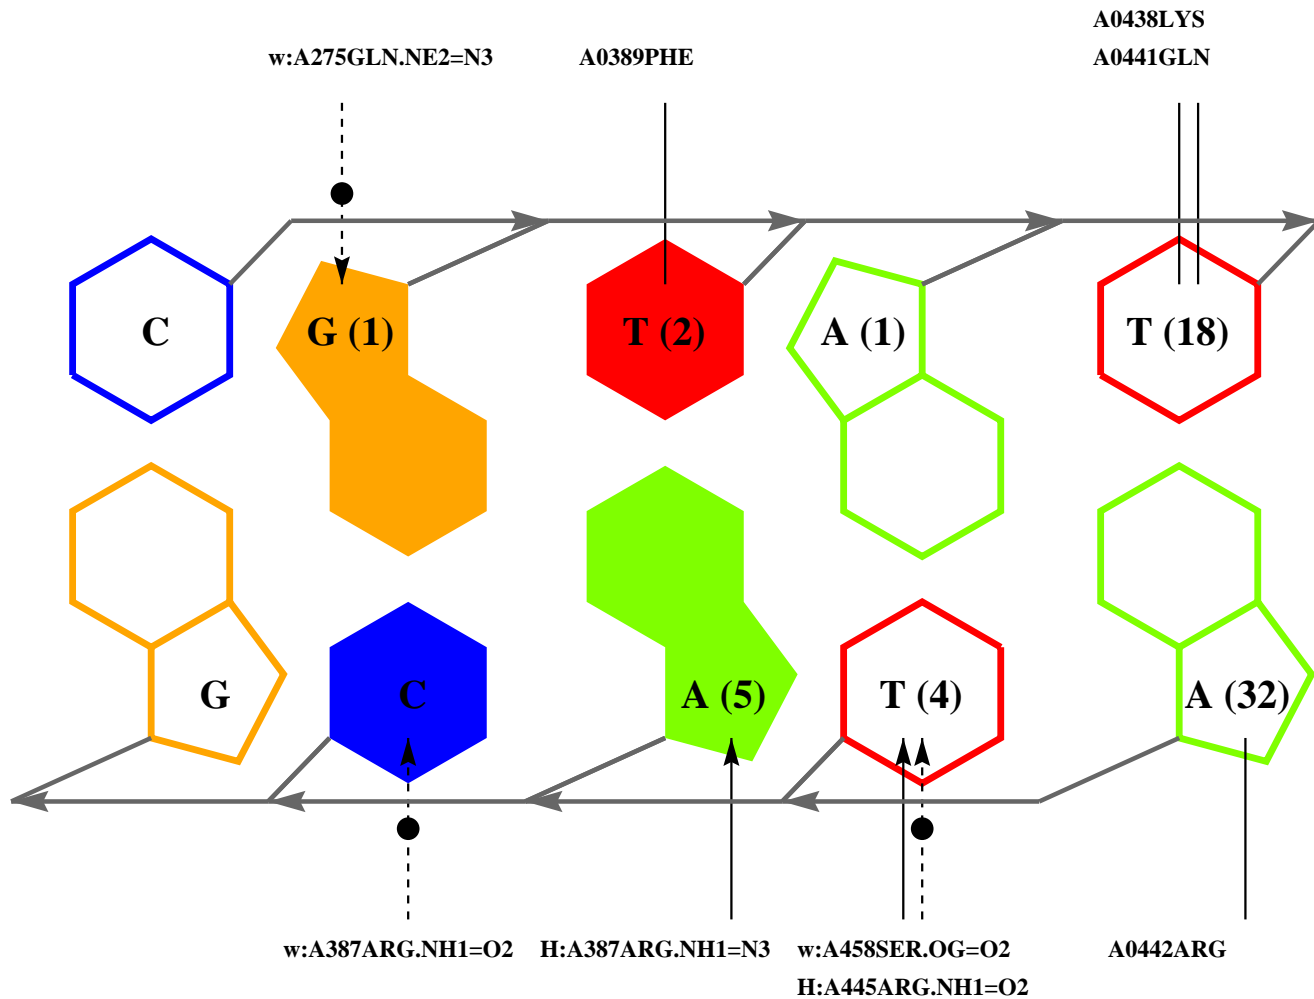 A0438LYS
w:A275GLN.NE2=N3 A0389PHE A0441GLN
C G (1) T (2) A (1) T (18)
G C A (5) T (4) A (32)
w:A387ARG.NH1=O2 H:A387ARG.NH1=N3 w:A458SER.OG=O2 A0442ARG
H:A445ARG.NH1=O2